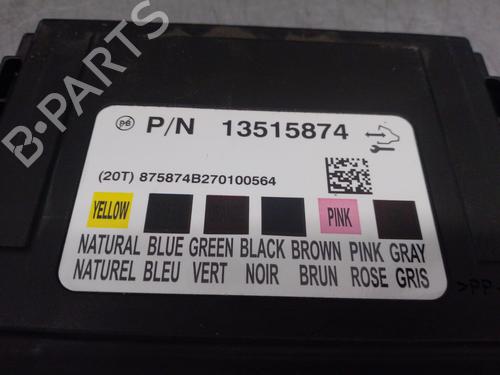 B-PARTS
P/N 13515874
(20T) 875874B270100564
YELLOW PINK
NATURAL BLUE GREEN BLACK BROWN PINK GRAY
NATUREL BLEU VERT NOIR BRUN ROSE GRIS
>PP-